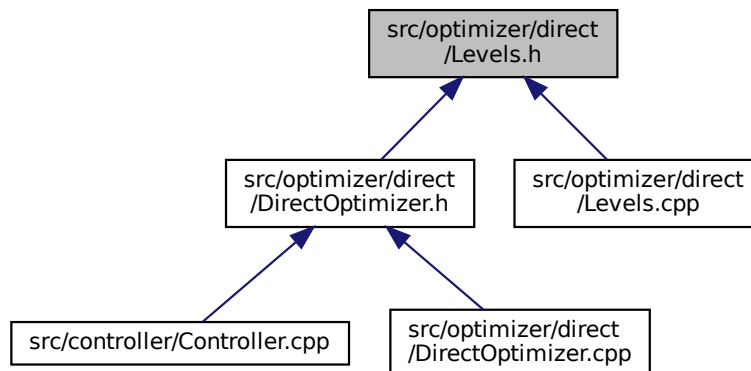 src/optimizer/direct
/Levels.h
src/optimizer/direct
/DirectOptimizer.h
src/optimizer/direct
/Levels.cpp
src/controller/Controller.cpp
src/optimizer/direct
/DirectOptimizer.cpp